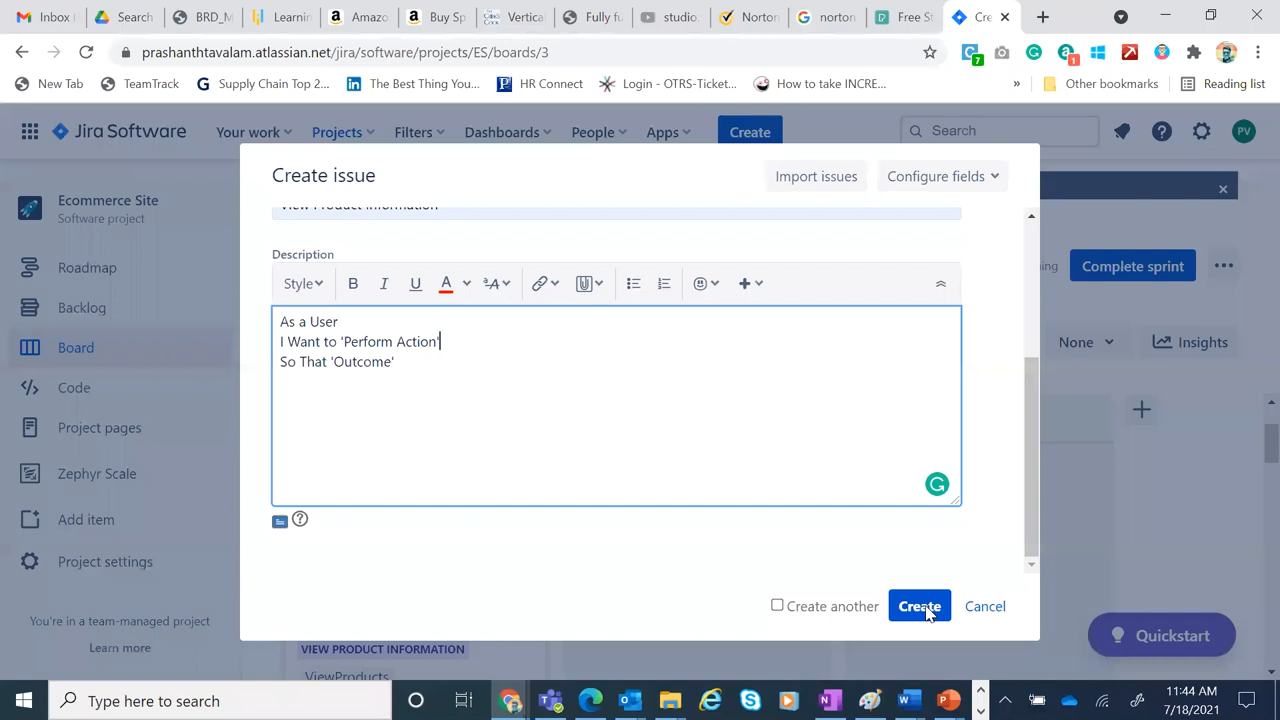 Inbox
Search
BRD_M
Learnin
Amazo
Buy Sp
Vertica
Fully fu
studio.
Norton
norton
Free St
Cre
prashanthtavalam.atlassian.net/jira/software/projects/ES/boards/3
7
1
New Tab
TeamTrack
Supply Chain Top 2...
The Best Thing You...
HR Connect
Login - OTRS-Ticket...
How to take INCRE...
»
Other bookmarks
Reading list
Jira Software
Your work
Projects
Filters
Dashboards
People
Apps
Create
Search
PV
Ecommerce Site
Software project
Roadmap
Backlog
Board
Code
Project pages
Zephyr Scale
Add item
Project settings
You're in a team-managed project
Learn more
Create issue
Import issues
Configure fields
View Product Information
Description
Style
B I U A
As a User
I Want to 'Perform Action'
So That 'Outcome'
Create another
Create
Cancel
Complete sprint
None
Insights
VIEW PRODUCT INFORMATION
ViewProducts
Quickstart
Type here to search
11:44 AM
7/18/2021